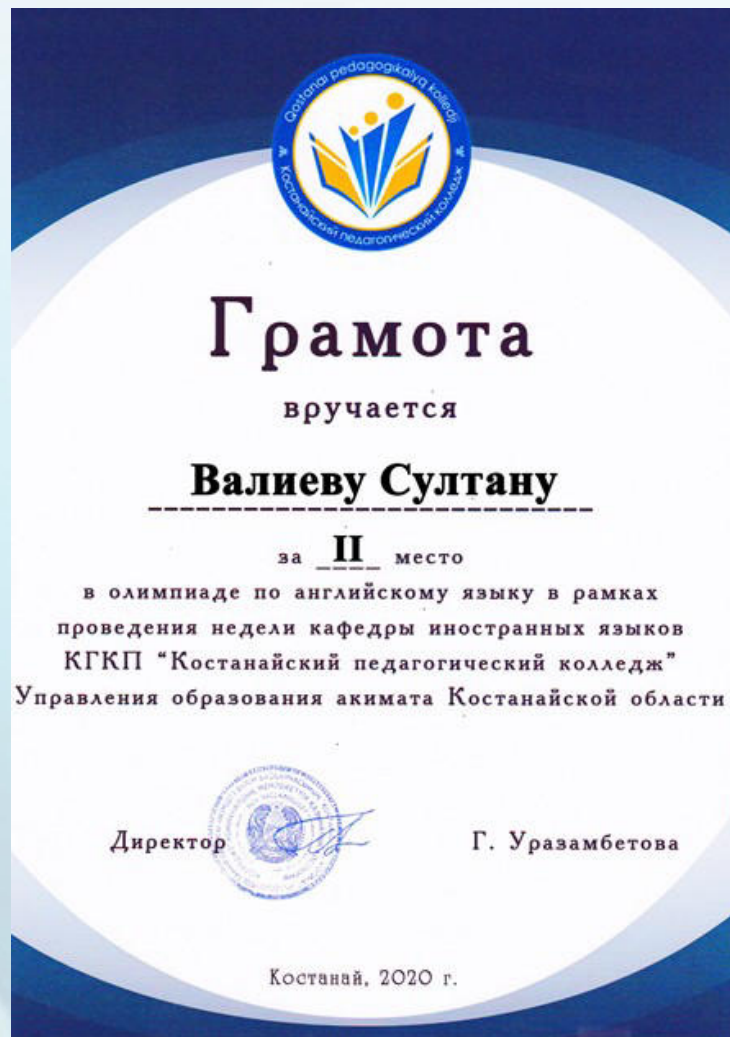 Qostanai pedagogikalyq kolledji
Костанайский педагогический колледж
Грамота
вручается
Валиеву Султану
за II место
в олимпиаде по английскому языку в рамках
проведения недели кафедры иностранных языков
КГКП “Костанайский педагогический колледж”
Управления образования акимата Костанайской области
Директор
Г. Уразамбетова
Костанай, 2020 г.